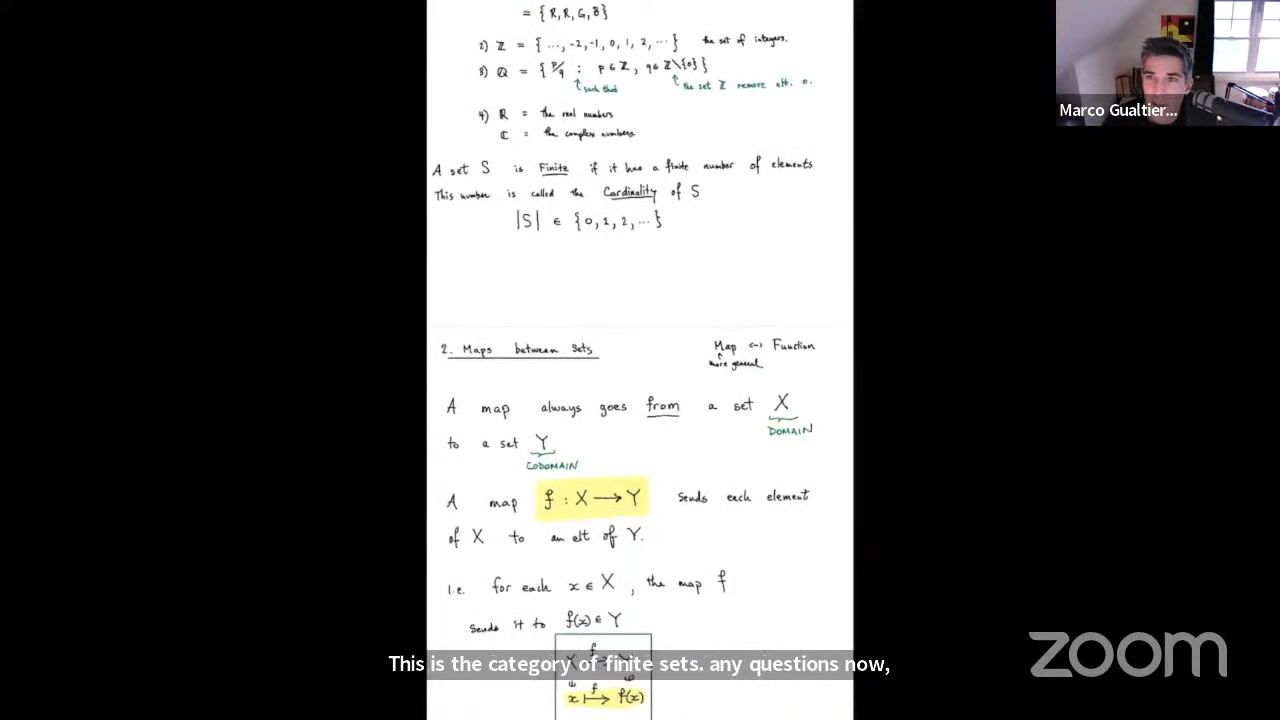 = { R, R, G, B }
2) ℤ = { ..., -2, -1, 0, 1, 2, ... } the set of integers.
3) ℚ = { p/q : p ∈ ℤ, q ∈ ℤ\{0} }
such that
the set ℤ remove elt. 0.
4) ℝ = the real numbers
ℂ = the complex numbers.
A set S is Finite if it has a finite number of elements
This number is called the Cardinality of S
|S| ∈ { 0, 1, 2, ... }
2. Maps between Sets
Map <-> Function
more general
A map always goes from a set X
DOMAIN
to a set Y
CODOMAIN
A map f : X ⟶ Y sends each element
of X to an elt of Y.
i.e. for each x ∈ X, the map f
sends it to f(x) ∈ Y
f
x ⟼ f(x)
f
This is the category of finite sets. any questions now,
Marco Gualtier...
zoom